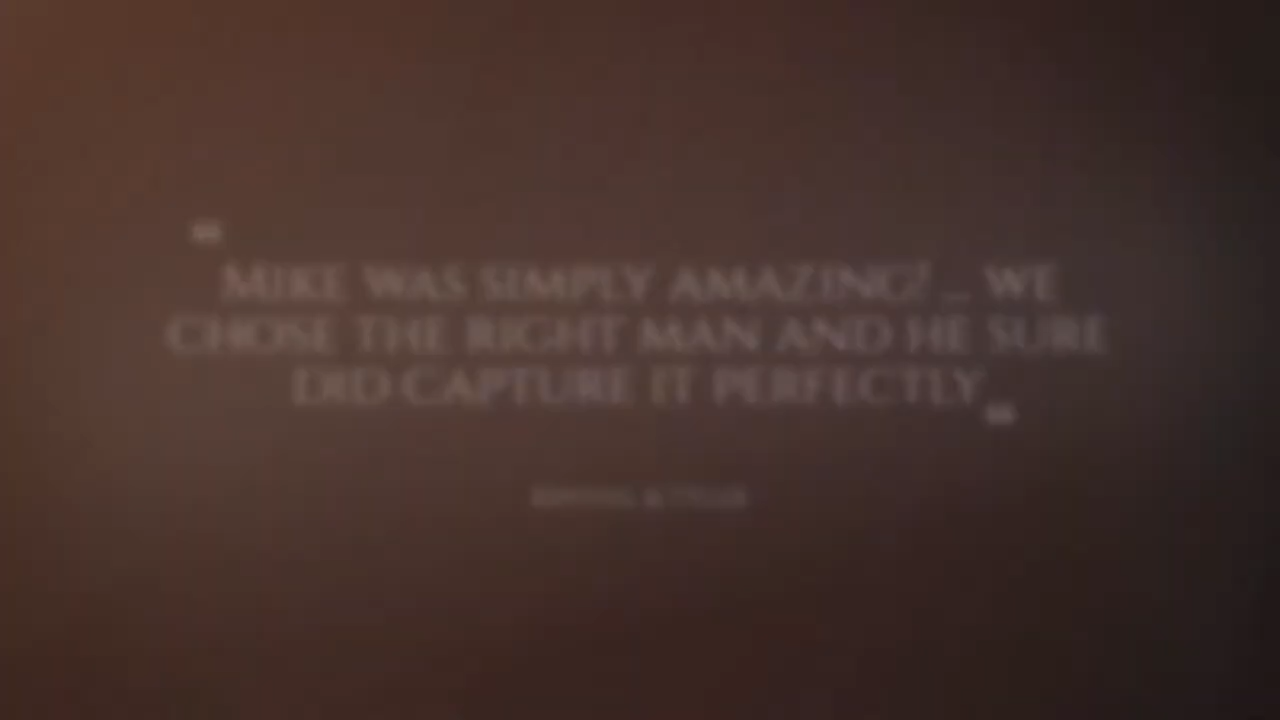 “
MIKE WAS SIMPLY AMAZING! ... WE
CHOSE THE RIGHT MAN AND HE SURE
DID CAPTURE IT PERFECTLY
”